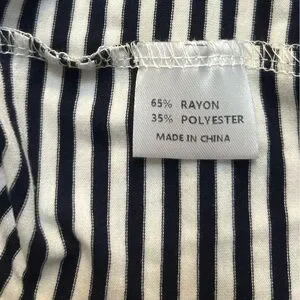 65% RAYON
35% POLYESTER
MADE IN CHINA